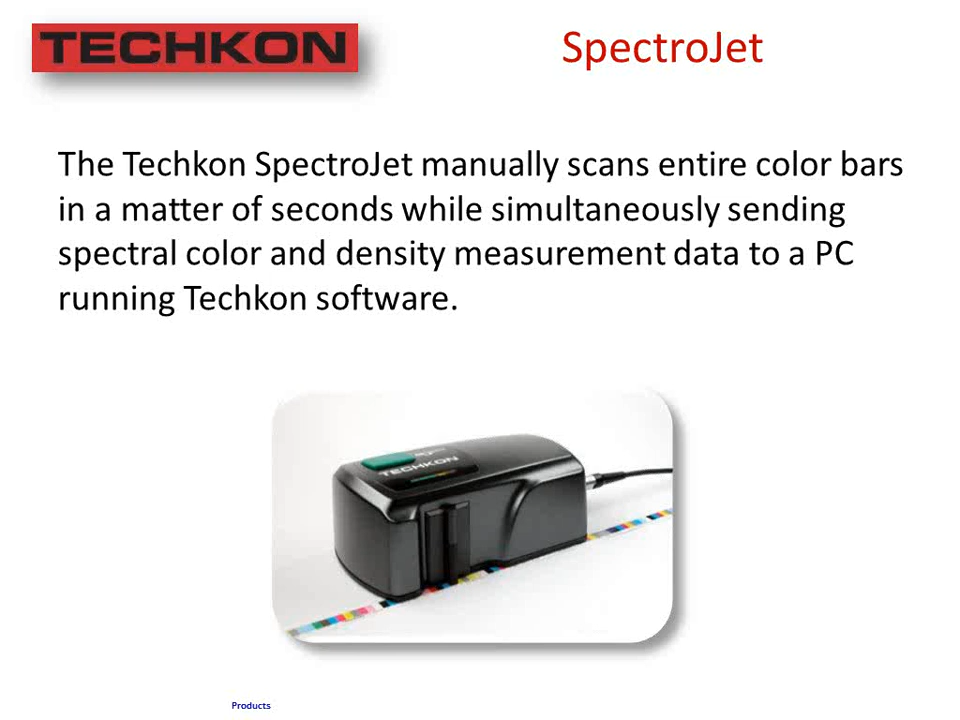 TECHKON
SpectroJet
The Techkon SpectroJet manually scans entire color bars
in a matter of seconds while simultaneously sending
spectral color and density measurement data to a PC
running Techkon software.
TECHKON
Products